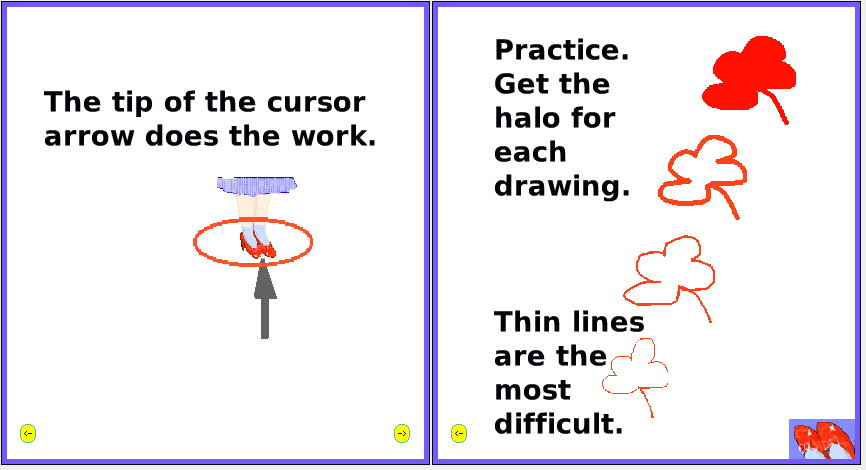 The tip of the cursor
arrow does the work.
<-
->
Practice.
Get the
halo for
each
drawing.
Thin lines
are the
most
difficult.
<-